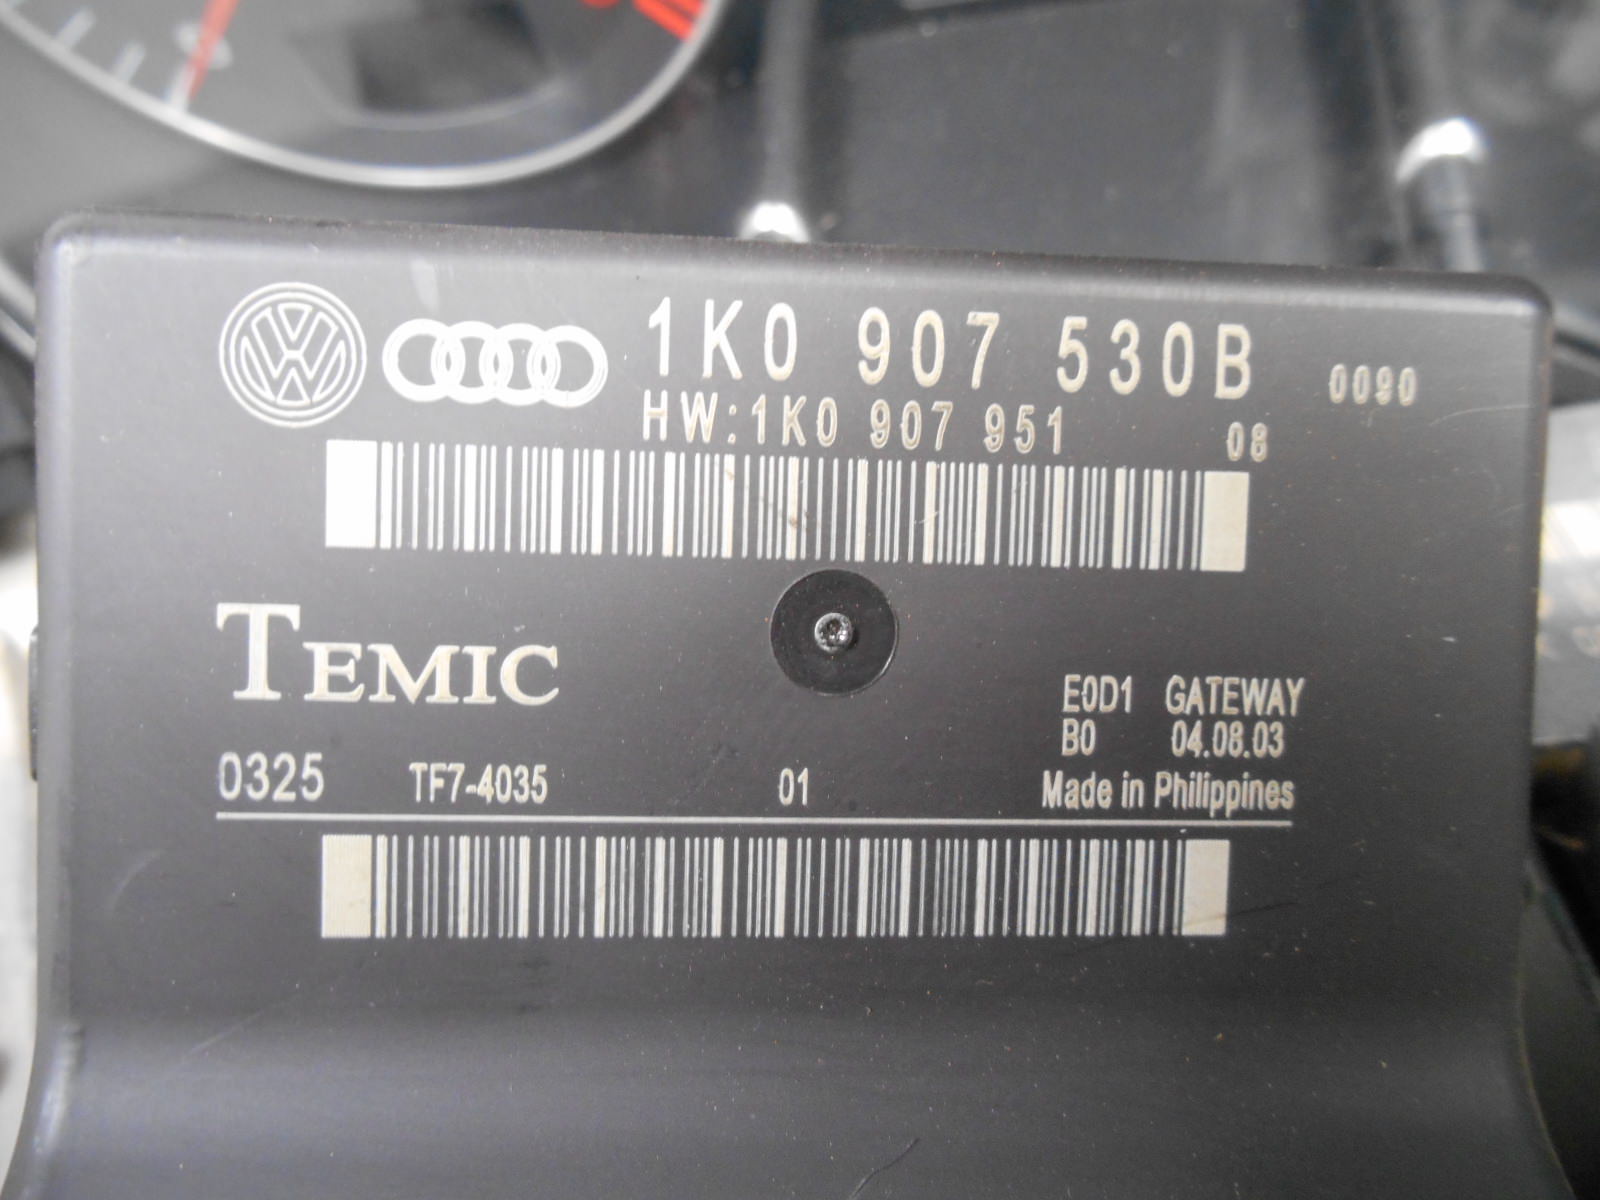 1K0 907 530B 0090
HW:1K0 907 951 08
TEMIC
E0D1 GATEWAY
B0 04.08.03
0325 TF7-4035 01 Made in Philippines